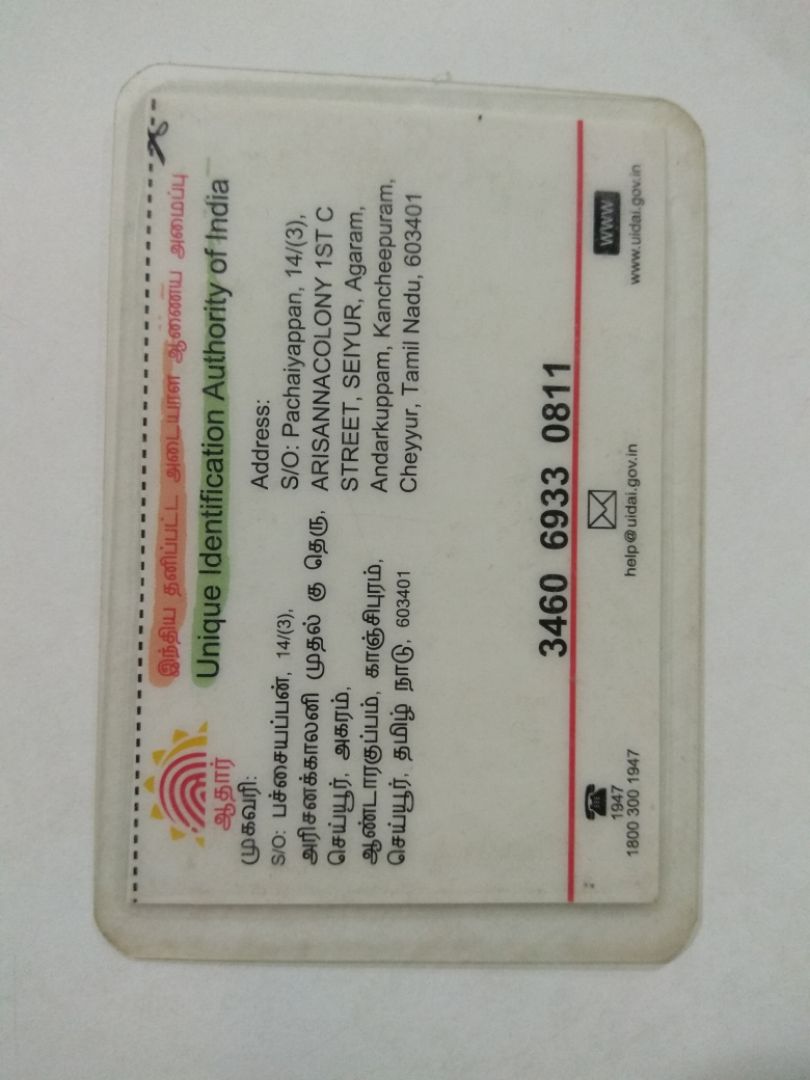 இந்திய தனிப்பட்ட அடையாள ஆணைய அமைப்பு
Unique Identification Authority of India
ஆதார்
முகவரி:
S/O: பச்சையப்பன், 14/(3),
அரிசனக்காலனி முதல் கு தெரு,
செய்யூர், அகரம்,
ஆண்டாரகுப்பம், காஞ்சிபுரம்,
செய்யூர், தமிழ் நாடு, 603401
Address:
S/O: Pachaiyappan, 14/(3),
ARISANNACOLONY 1ST C
STREET, SEIYUR, Agaram,
Andarkuppam, Kancheepuram,
Cheyyur, Tamil Nadu, 603401
3460 6933 0811
1947
1800 300 1947
help@uidai.gov.in
WWW
www.uidai.gov.in